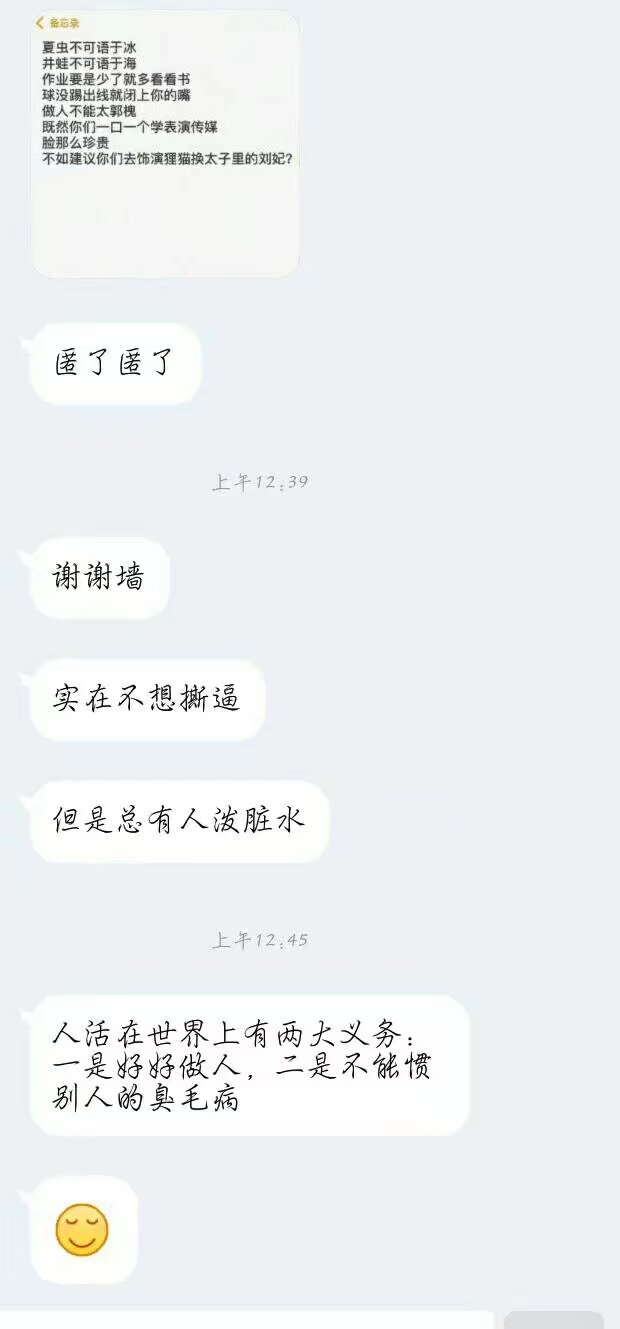 备忘录
夏虫不可语于冰
井蛙不可语于海
作业要是少了就多看看书
球没踢出线就闭上你的嘴
做人不能太郭槐
既然你们一口一个学表演传媒
脸那么珍贵
不如建议你们去饰演狸猫换太子里的刘妃?
匿了匿了
上午12:39
谢谢墙
实在不想撕逼
但是总有人泼脏水
上午12:45
人活在世界上有两大义务:
一是好好做人，二是不能惯
别人的臭毛病